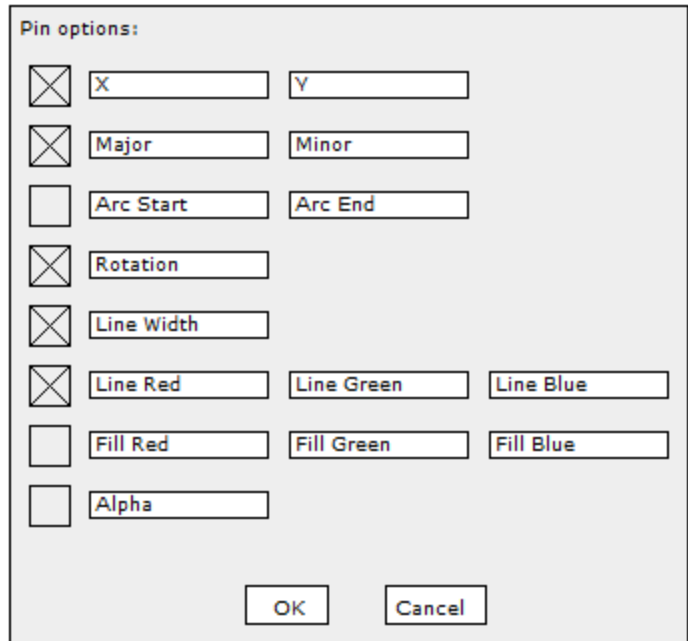 Pin options:
X Y
Major Minor
Arc Start Arc End
Rotation
Line Width
Line Red Line Green Line Blue
Fill Red Fill Green Fill Blue
Alpha
OK Cancel